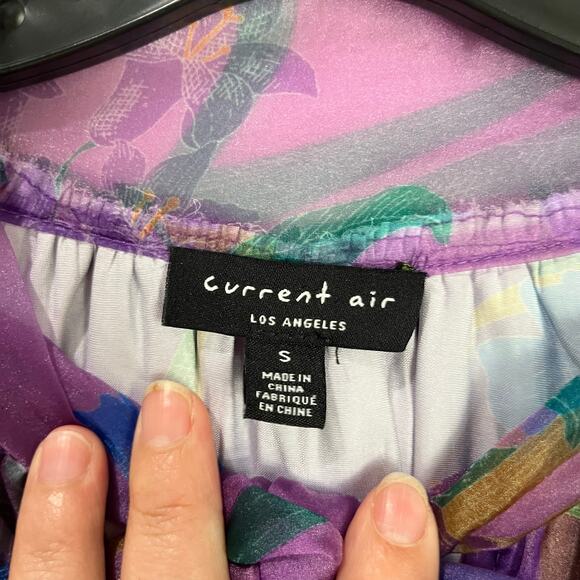 current air
LOS ANGELES
S
MADE IN
CHINA
FABRIQUÉ
EN CHINE